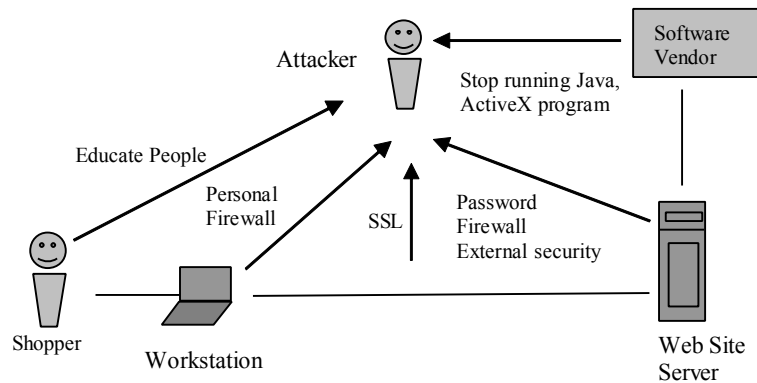 Software
Vendor
Attacker
Stop running Java,
ActiveX program
Educate People
Personal
Firewall
SSL
Password
Firewall
External security
Shopper
Workstation
Web Site
Server